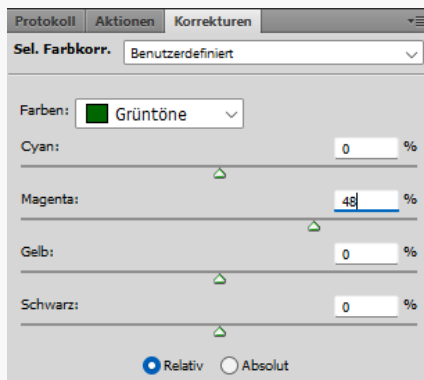 Protokoll Aktionen Korrekturen
Sel. Farbkorr. Benutzerdefiniert
Farben: Grüntöne
Cyan: 0 %
Magenta: 48 %
Gelb: 0 %
Schwarz: 0 %
Relativ Absolut